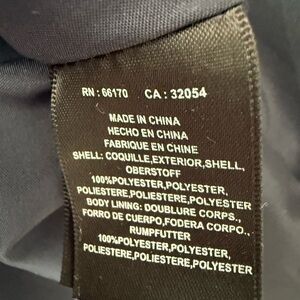 RN : 66170 CA : 32054
MADE IN CHINA
HECHO EN CHINA
FABRIQUE EN CHINE
SHELL: COQUILLE,EXTERIOR,SHELL,
OBERSTOFF
100%POLYESTER,POLYESTER,
POLIESTERE,POLIESTERE,POLYESTER
BODY LINING: DOUBLURE CORPS.,
FORRO DE CUERPO,FODERA CORPO.,
RUMPFUTTER
100%POLYESTER,POLYESTER,
POLIESTERE,POLIESTERE,POLYESTER